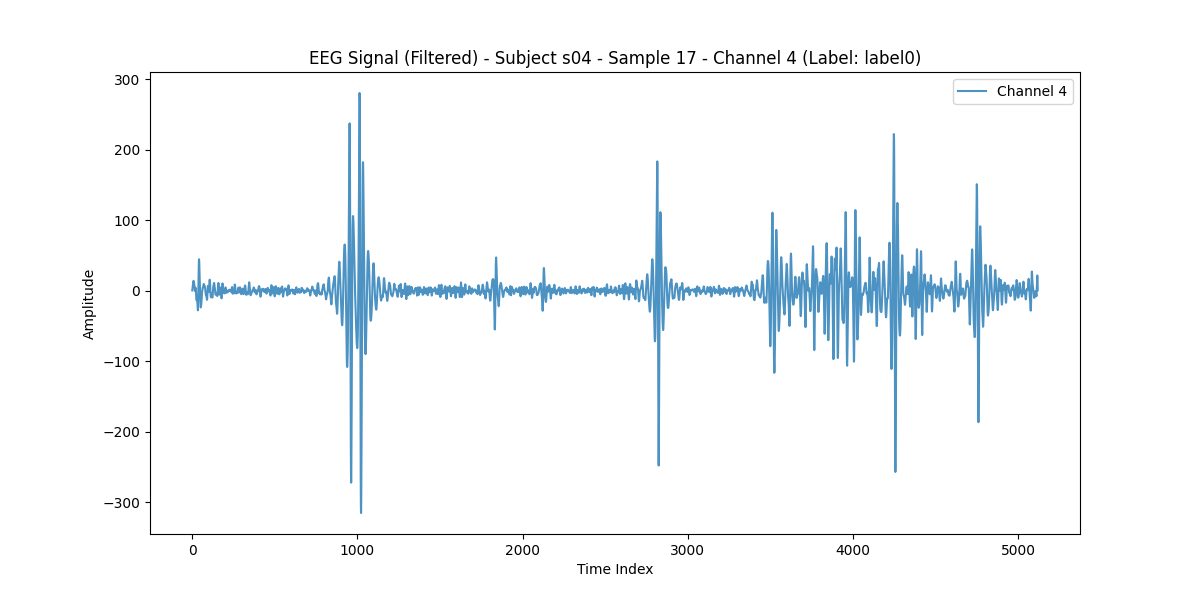 EEG Signal (Filtered) - Subject s04 - Sample 17 - Channel 4 (Label: label0)
Channel 4
300
200
100
0
−100
−200
−300
Amplitude
0 1000 2000 3000 4000 5000
Time Index